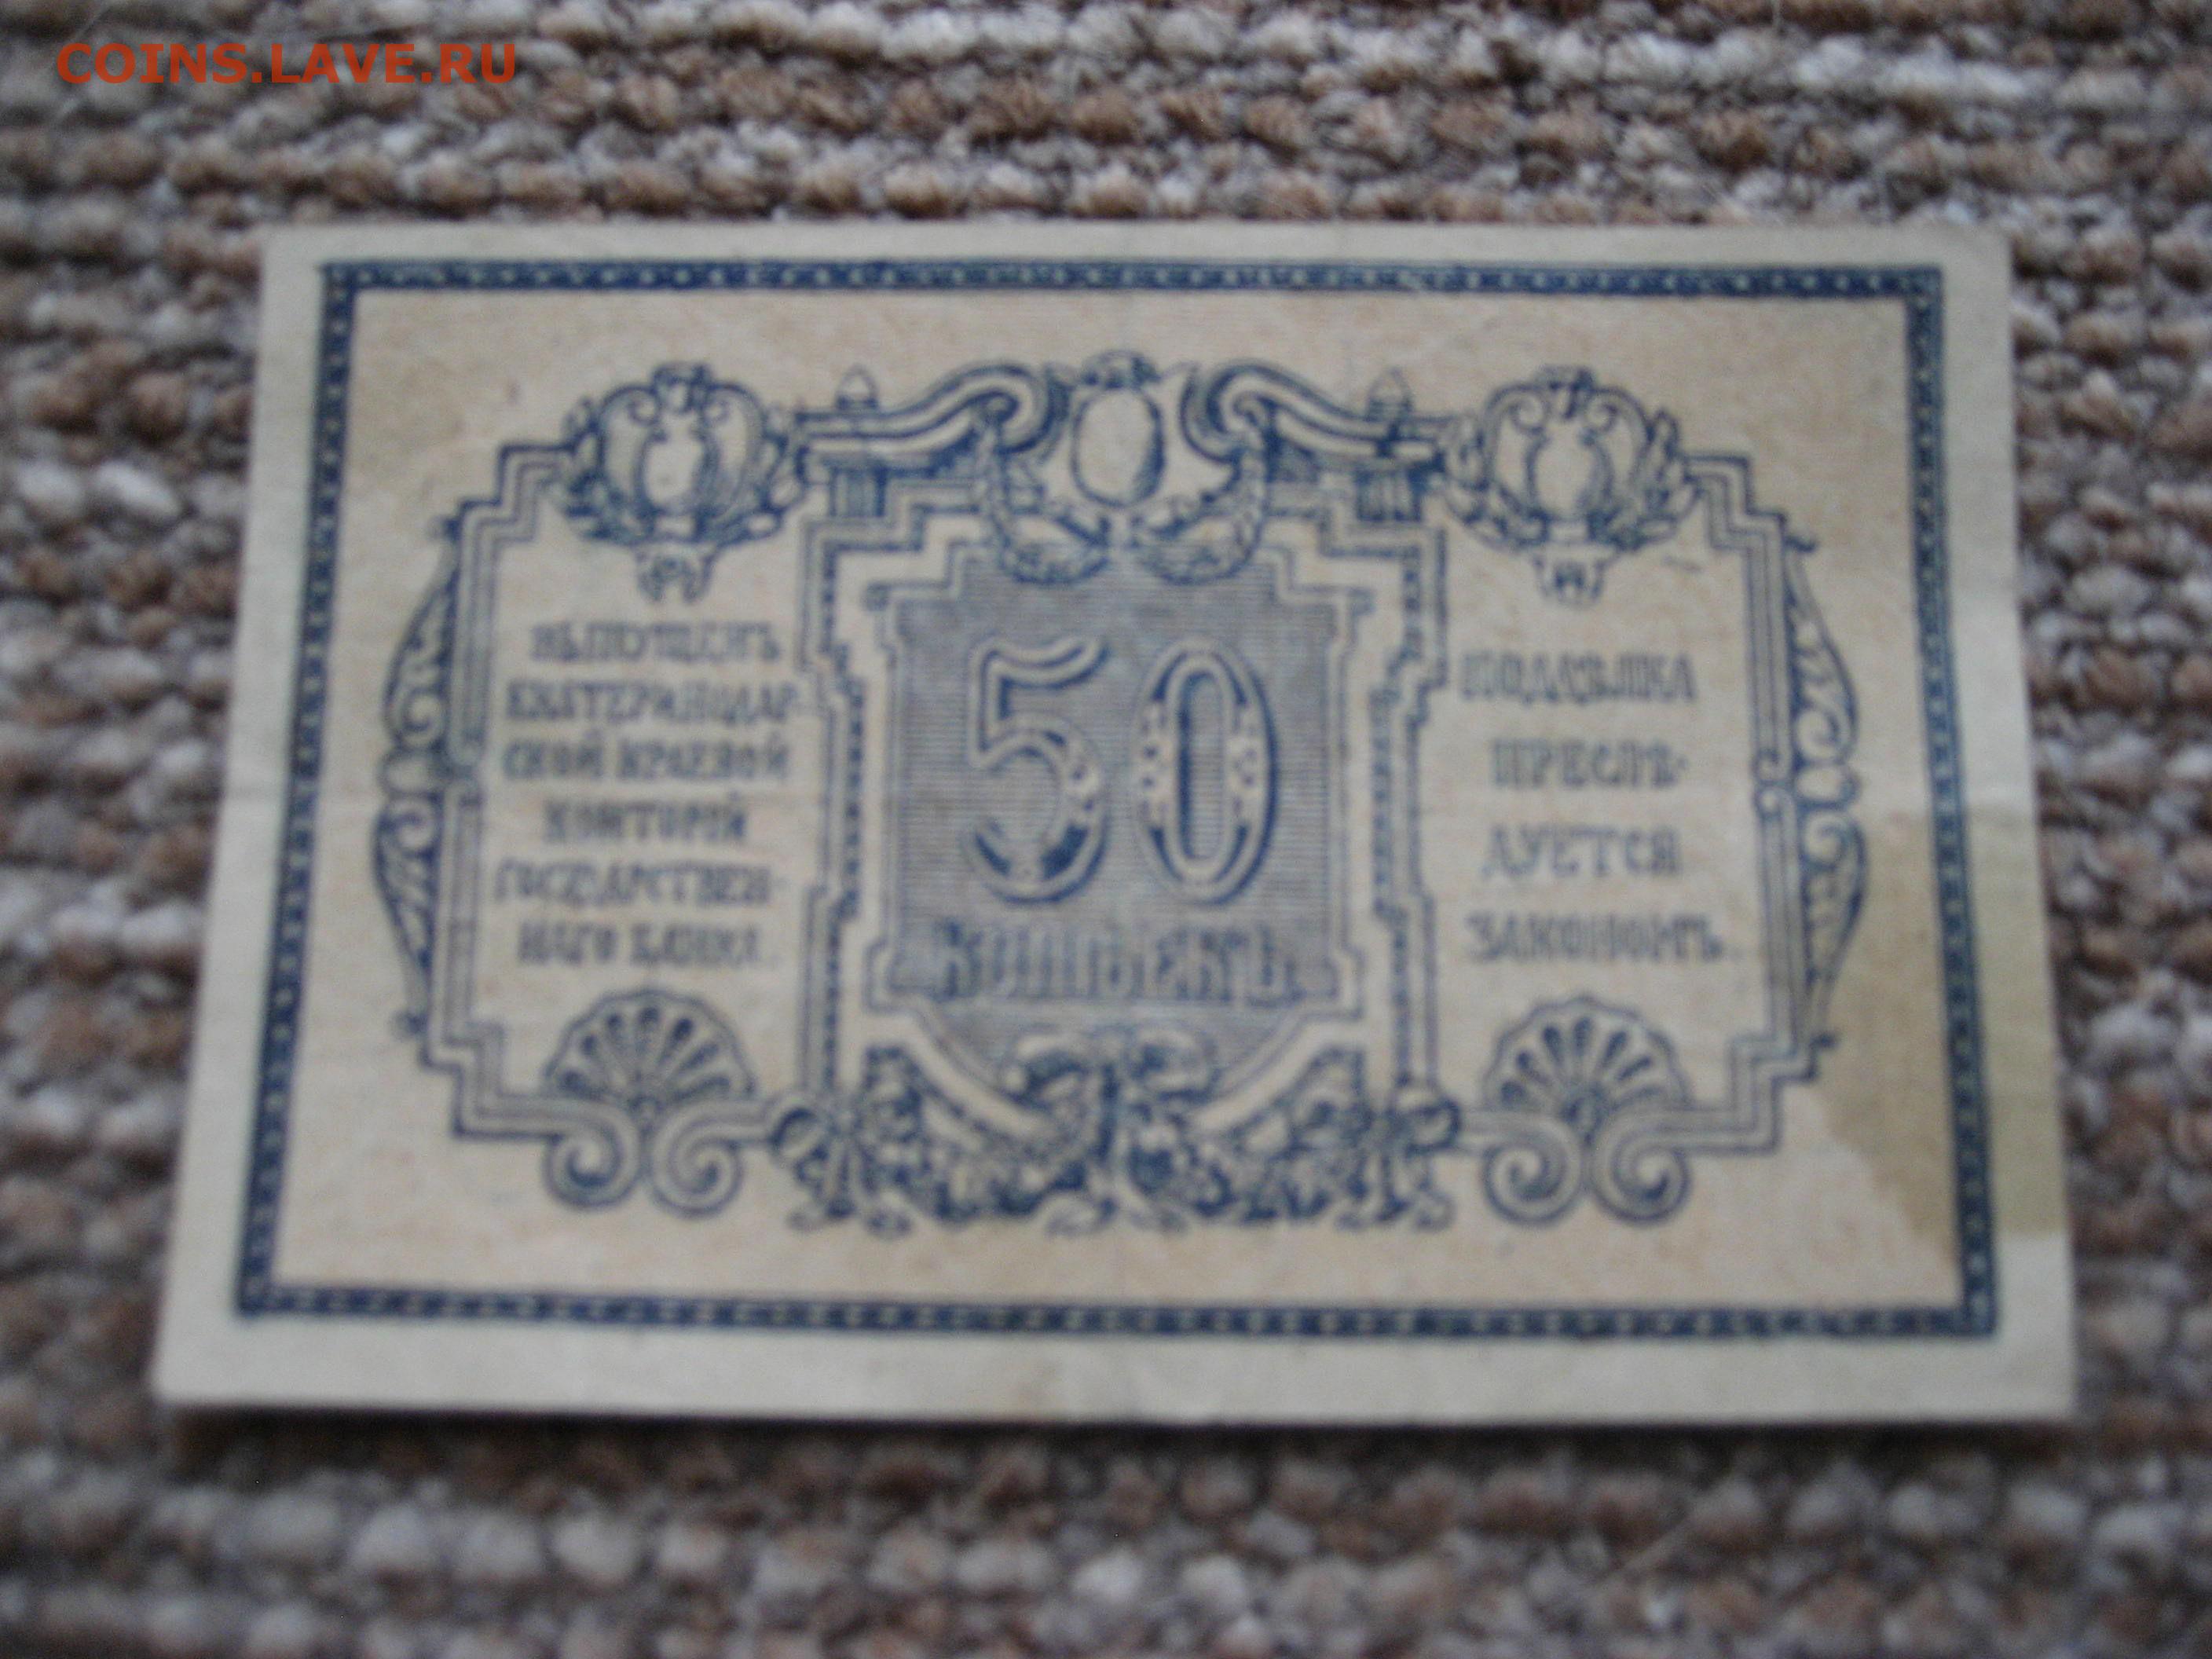 COINS.LAVE.RU
ВЫПУЩЕНЪ
ЕКАТЕРИНОДАР-
СКОЙ КРАЕВОЙ
КОНТОРОЙ
ГОСУДАРСТВЕН-
НАГО БАНКА.
50
КОПѢЕКЪ
ПОДДѢЛКА
ПРЕСЛѢ-
ДУЕТСЯ
ЗАКОНОМЪ.